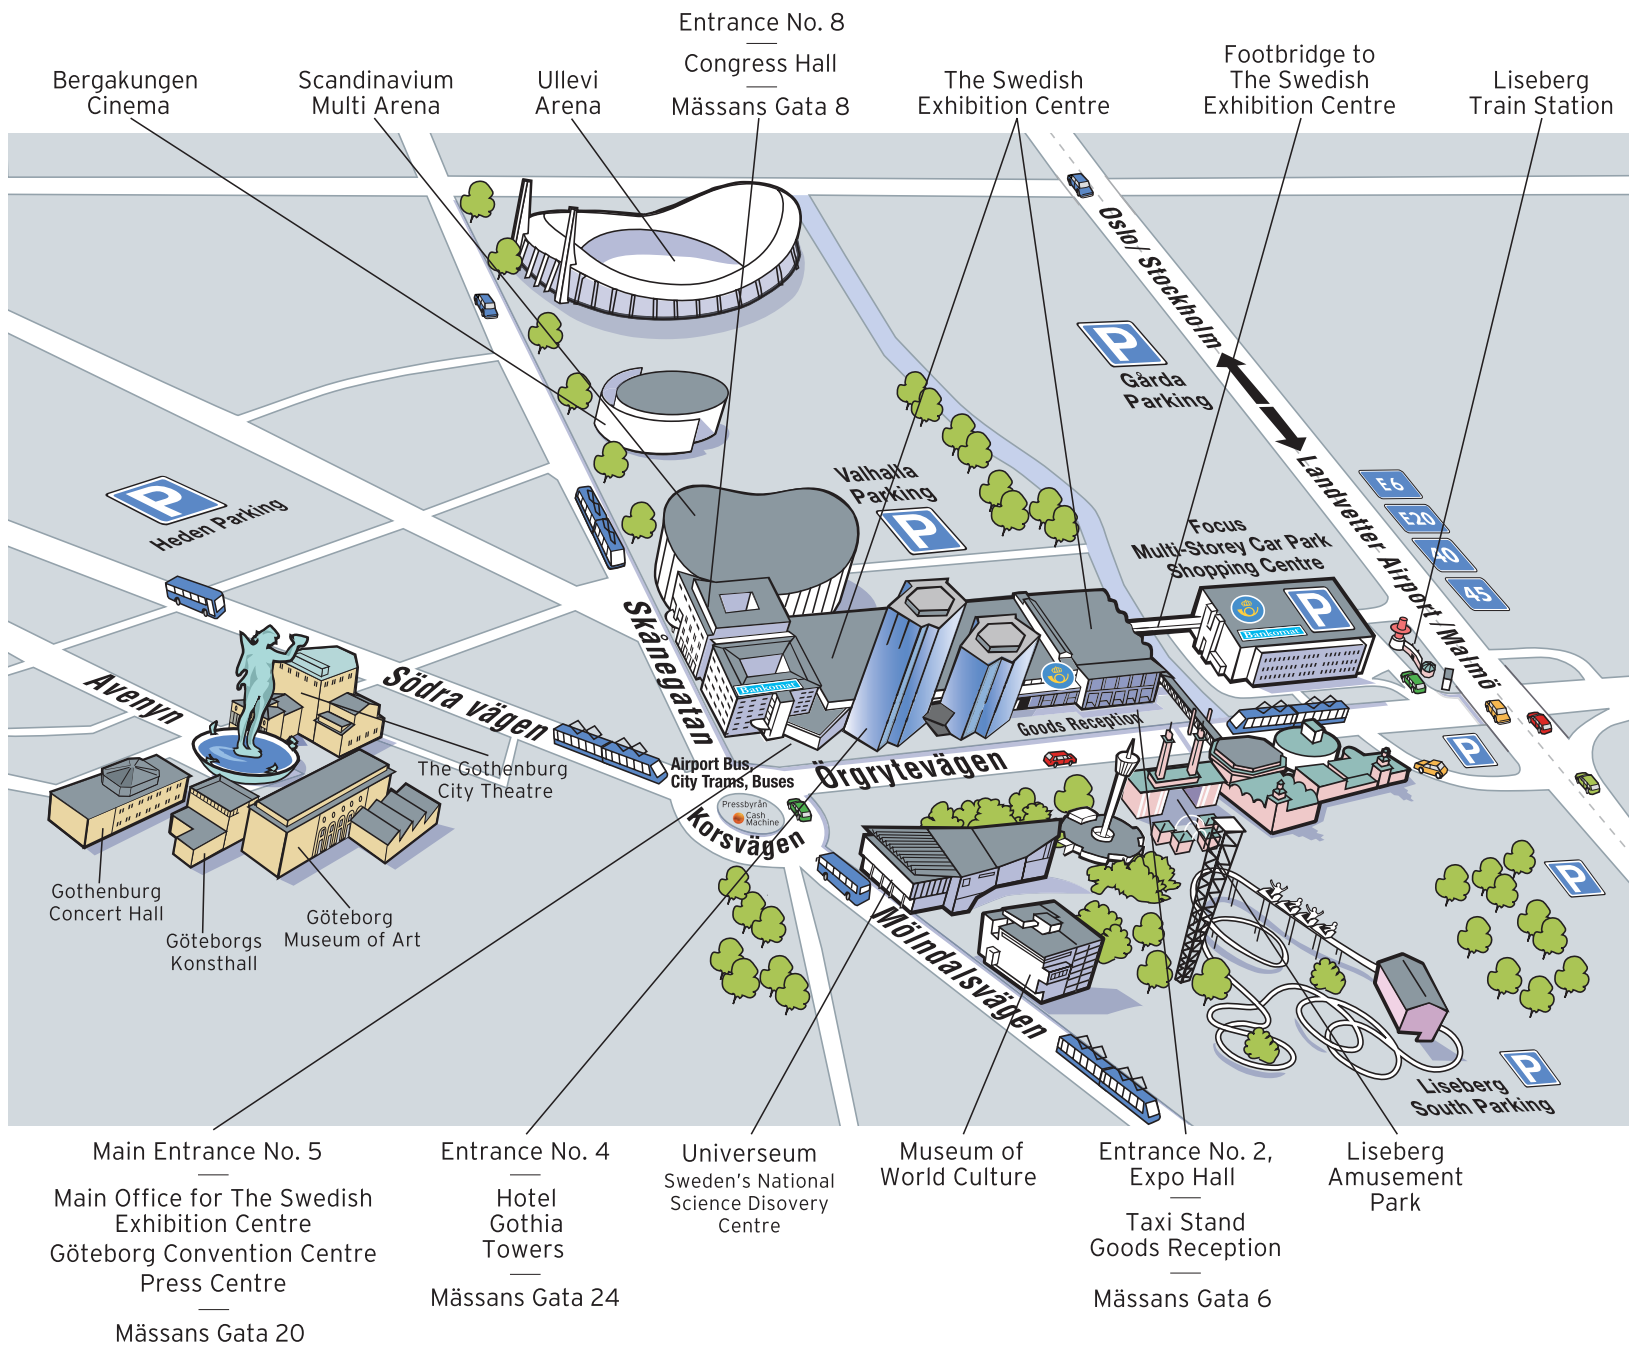 Entrance No. 8
Congress Hall
Mässans Gata 8
Bergakungen
Cinema
Scandinavium
Multi Arena
Ullevi
Arena
The Swedish
Exhibition Centre
Footbridge to
The Swedish
Exhibition Centre
Liseberg
Train Station
Oslo/Stockholm
P
Gårda
Parking
Landvetter Airport/Malmö
E6
E20
40
45
Valhalla
Parking
P
P
Heden Parking
Focus
Multi-Storey Car Park
Shopping Centre
P
Bankomat
Skånegatan
Bankomat
Avenyn
Södra vägen
Goods Reception
The Gothenburg
City Theatre
Airport Bus,
City Trams, Buses
Örgrytevägen
P
Pressbyrån
Cash
Machine
Korsvägen
Gothenburg
Concert Hall
Göteborgs
Konsthall
Göteborg
Museum of Art
Mölndalsvägen
P
P
Liseberg
South Parking
Main Entrance No. 5
Main Office for The Swedish
Exhibition Centre
Göteborg Convention Centre
Press Centre
Mässans Gata 20
Entrance No. 4
Hotel
Gothia
Towers
Mässans Gata 24
Universeum
Sweden's National
Science Disovery
Centre
Museum of
World Culture
Entrance No. 2,
Expo Hall
Taxi Stand
Goods Reception
Mässans Gata 6
Liseberg
Amusement
Park